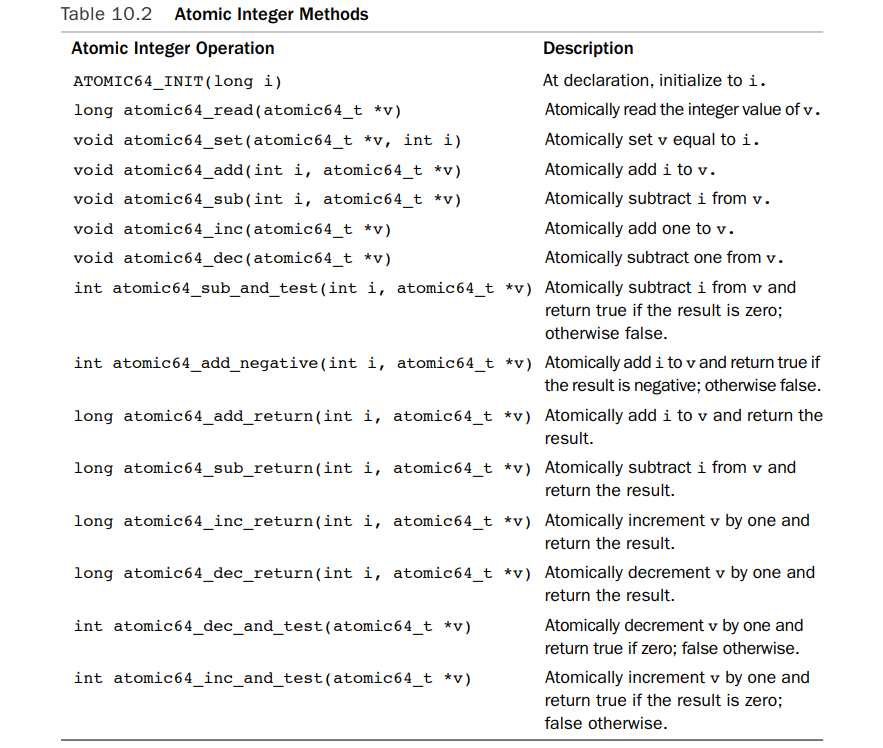 Table 10.2 Atomic Integer Methods
Atomic Integer Operation Description
ATOMIC64_INIT(long i) At declaration, initialize to i.
long atomic64_read(atomic64_t *v) Atomically read the integer value of v.
void atomic64_set(atomic64_t *v, int i) Atomically set v equal to i.
void atomic64_add(int i, atomic64_t *v) Atomically add i to v.
void atomic64_sub(int i, atomic64_t *v) Atomically subtract i from v.
void atomic64_inc(atomic64_t *v) Atomically add one to v.
void atomic64_dec(atomic64_t *v) Atomically subtract one from v.
int atomic64_sub_and_test(int i, atomic64_t *v) Atomically subtract i from v and
return true if the result is zero;
otherwise false.
int atomic64_add_negative(int i, atomic64_t *v) Atomically add i to v and return true if
the result is negative; otherwise false.
long atomic64_add_return(int i, atomic64_t *v) Atomically add i to v and return the
result.
long atomic64_sub_return(int i, atomic64_t *v) Atomically subtract i from v and
return the result.
long atomic64_inc_return(int i, atomic64_t *v) Atomically increment v by one and
return the result.
long atomic64_dec_return(int i, atomic64_t *v) Atomically decrement v by one and
return the result.
int atomic64_dec_and_test(atomic64_t *v) Atomically decrement v by one and
return true if zero; false otherwise.
int atomic64_inc_and_test(atomic64_t *v) Atomically increment v by one and
return true if the result is zero;
false otherwise.